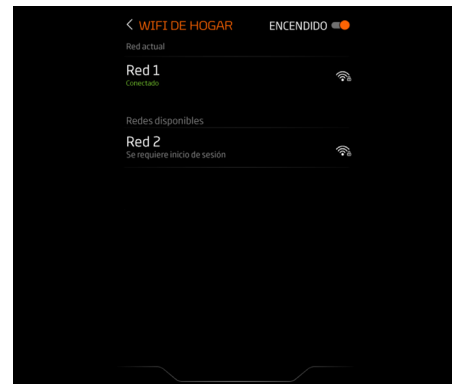 WIFI DE HOGAR ENCENDIDO
Red actual
Red 1
Conectado
Redes disponibles
Red 2
Se requiere inicio de sesión